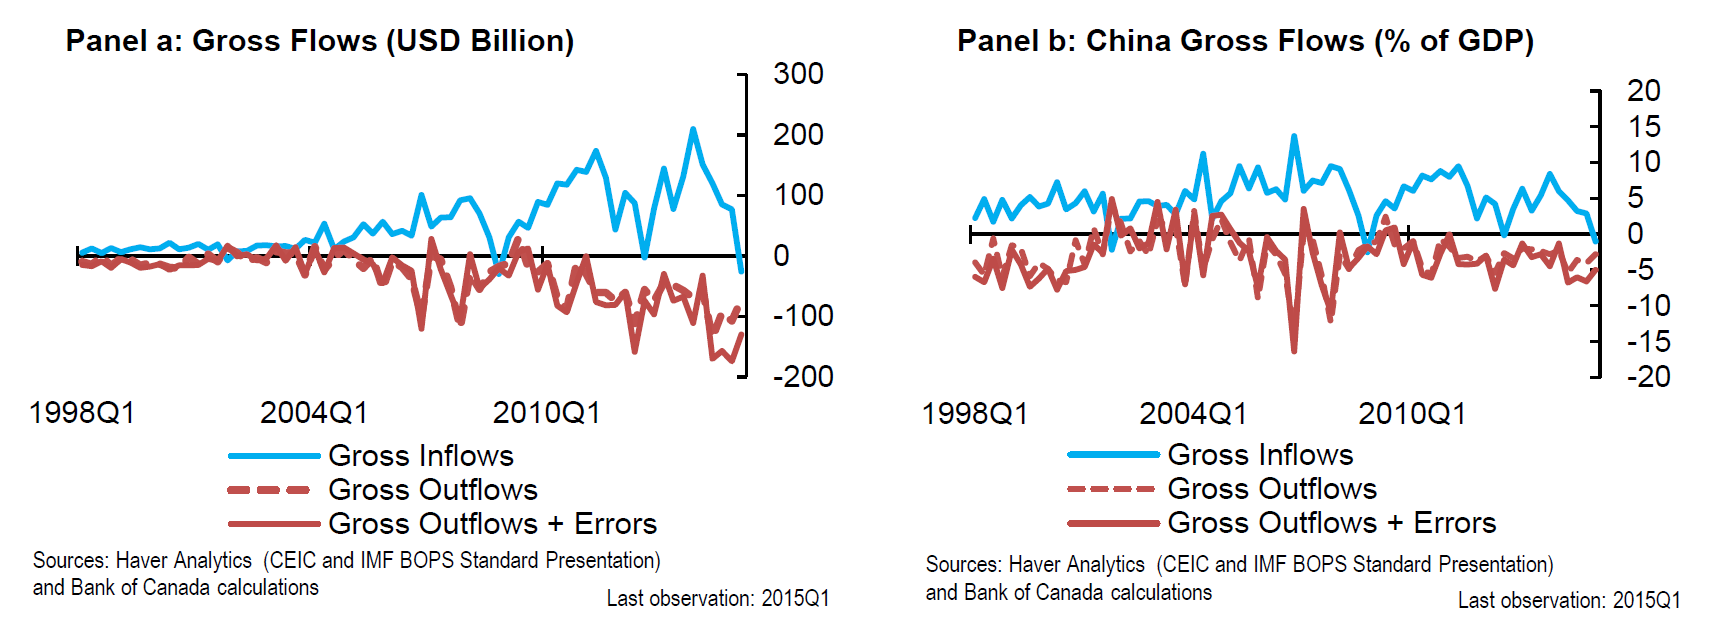 Panel a: Gross Flows (USD Billion)
300
200
100
0
-100
-200
1998Q1 2004Q1 2010Q1
Gross Inflows
Gross Outflows
Gross Outflows + Errors
Sources: Haver Analytics (CEIC and IMF BOPS Standard Presentation)
and Bank of Canada calculations
Last observation: 2015Q1
Panel b: China Gross Flows (% of GDP)
20
15
10
5
0
-5
-10
-15
-20
1998Q1 2004Q1 2010Q1
Gross Inflows
Gross Outflows
Gross Outflows + Errors
Sources: Haver Analytics (CEIC and IMF BOPS Standard Presentation)
and Bank of Canada calculations
Last observation: 2015Q1